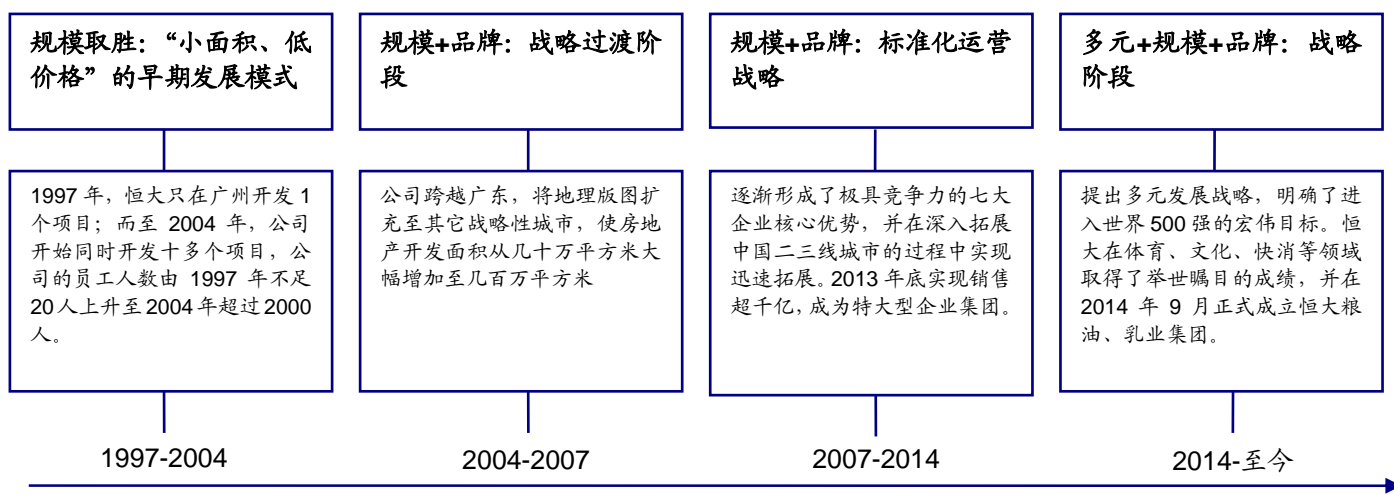 规模取胜：“小面积、低
价格”的早期发展模式
1997 年，恒大只在广州开发 1
个项目；而至 2004 年，公司
开始同时开发十多个项目，公
司的员工人数由 1997 年不足
20人上升至2004年超过2000
人。
1997-2004
规模+品牌：战略过渡阶
段
公司跨越广东，将地理版图扩
充至其它战略性城市，使房地
产开发面积从几十万平方米大
幅增加至几百万平方米
2004-2007
规模+品牌：标准化运营
战略
逐渐形成了极具竞争力的七大
企业核心优势，并在深入拓展
中国二三线城市的过程中实现
迅速拓展。2013 年底实现销售
超千亿，成为特大型企业集团。
2007-2014
多元+规模+品牌：战略
阶段
提出多元发展战略，明确了进
入世界 500 强的宏伟目标。恒
大在体育、文化、快消等领域
取得了举世瞩目的成绩，并在
2014 年 9 月正式成立恒大粮
油、乳业集团。
2014-至今